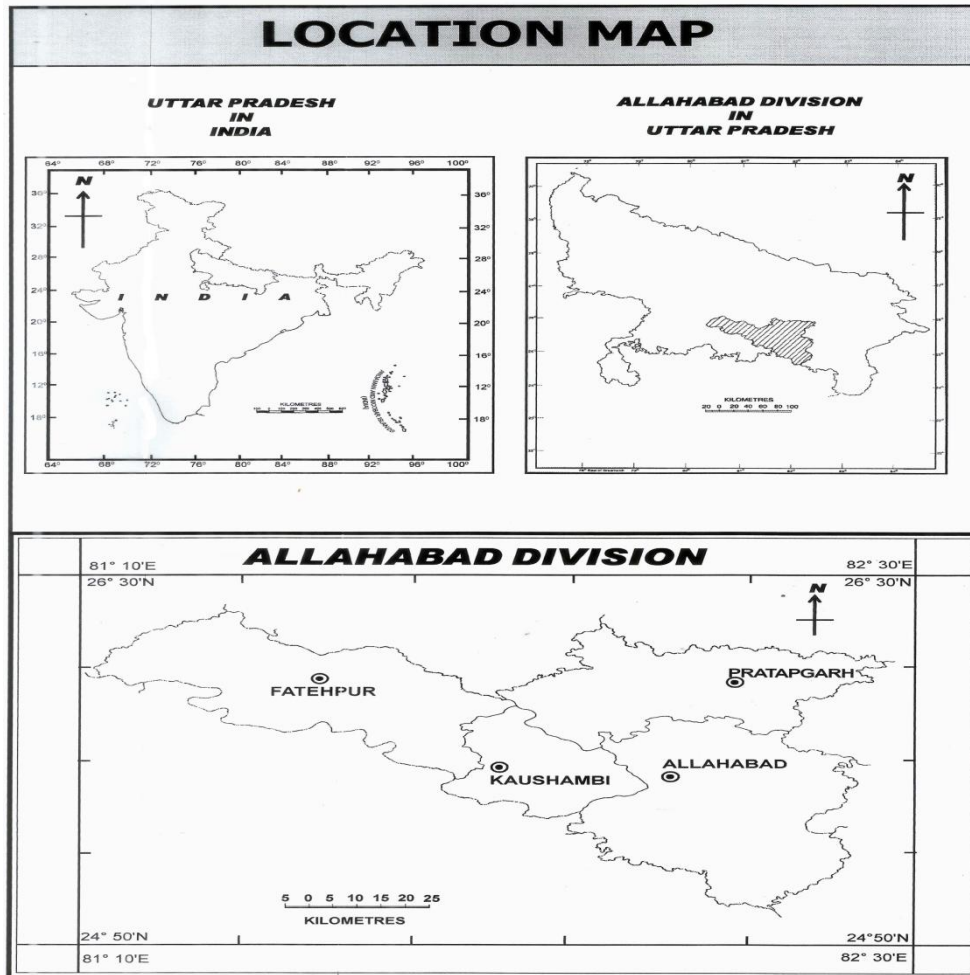 LOCATION MAP
UTTAR PRADESH
IN
INDIA
84° 68° 72° 76° 80° 84° 88° 92° 96° 100°
N
36°
32°
28°
24°
20°
16°
12°
18°
36°
32°
28°
24°
20°
16°
12°
18°
I N D I A
KILOMETRES
(INDIA)
64° 68° 72° 76° 80° 84° 88° 92° 96° 100°
ALLAHABAD DIVISION
IN
UTTAR PRADESH
N
KILOMETRES
20 0 20 40 60 80 100
ALLAHABAD DIVISION
81° 10'E
26° 30'N
82° 30'E
26° 30'N
N
FATEHPUR
PRATAPGARH
KAUSHAMBI
ALLAHABAD
5 0 5 10 15 20 25
KILOMETRES
24° 50'N
81° 10'E
24°50'N
82° 30'E